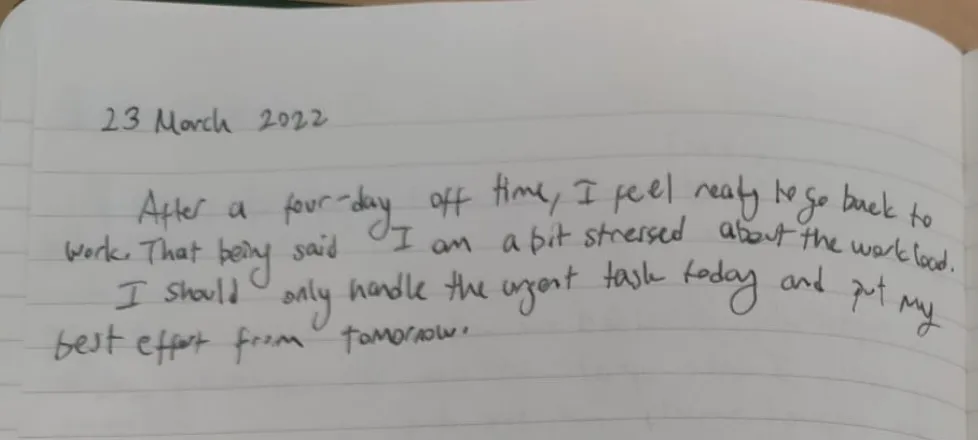 23 March 2022
After a four-day off time, I feel ready to go back to
work. That being said I am a bit stressed about the workload.
I should only handle the urgent task today and put my
best effort from tomorrow.